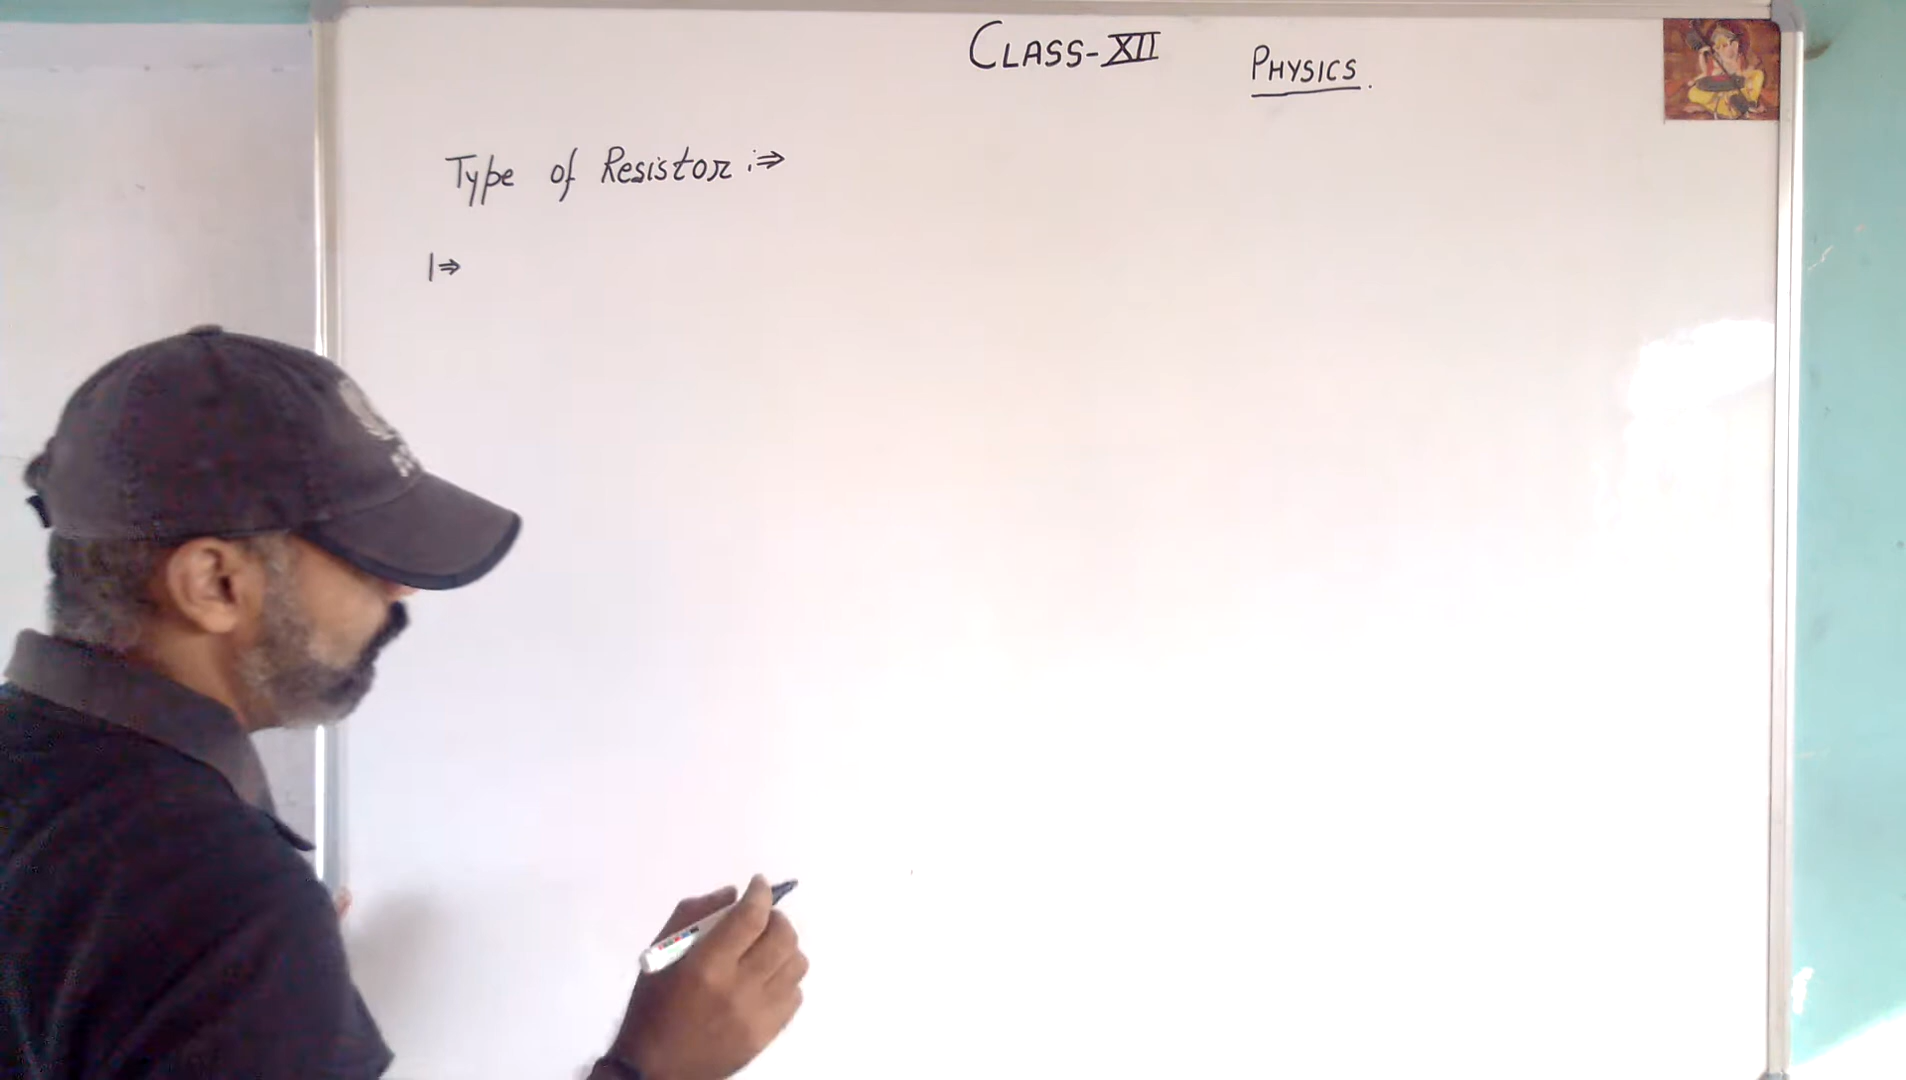 CLASS-XII
PHYSICS.
Type of Resistor :⇒
1⇒